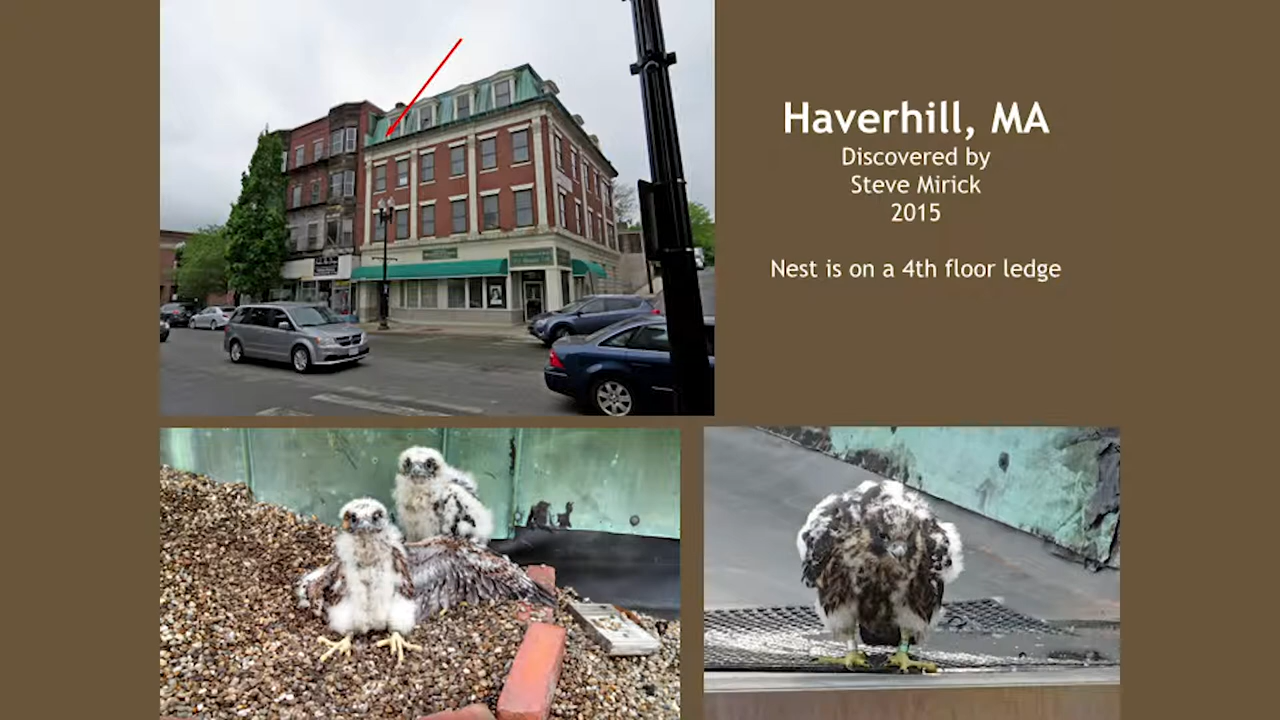 Haverhill, MA
Discovered by
Steve Mirick
2015
Nest is on a 4th floor ledge